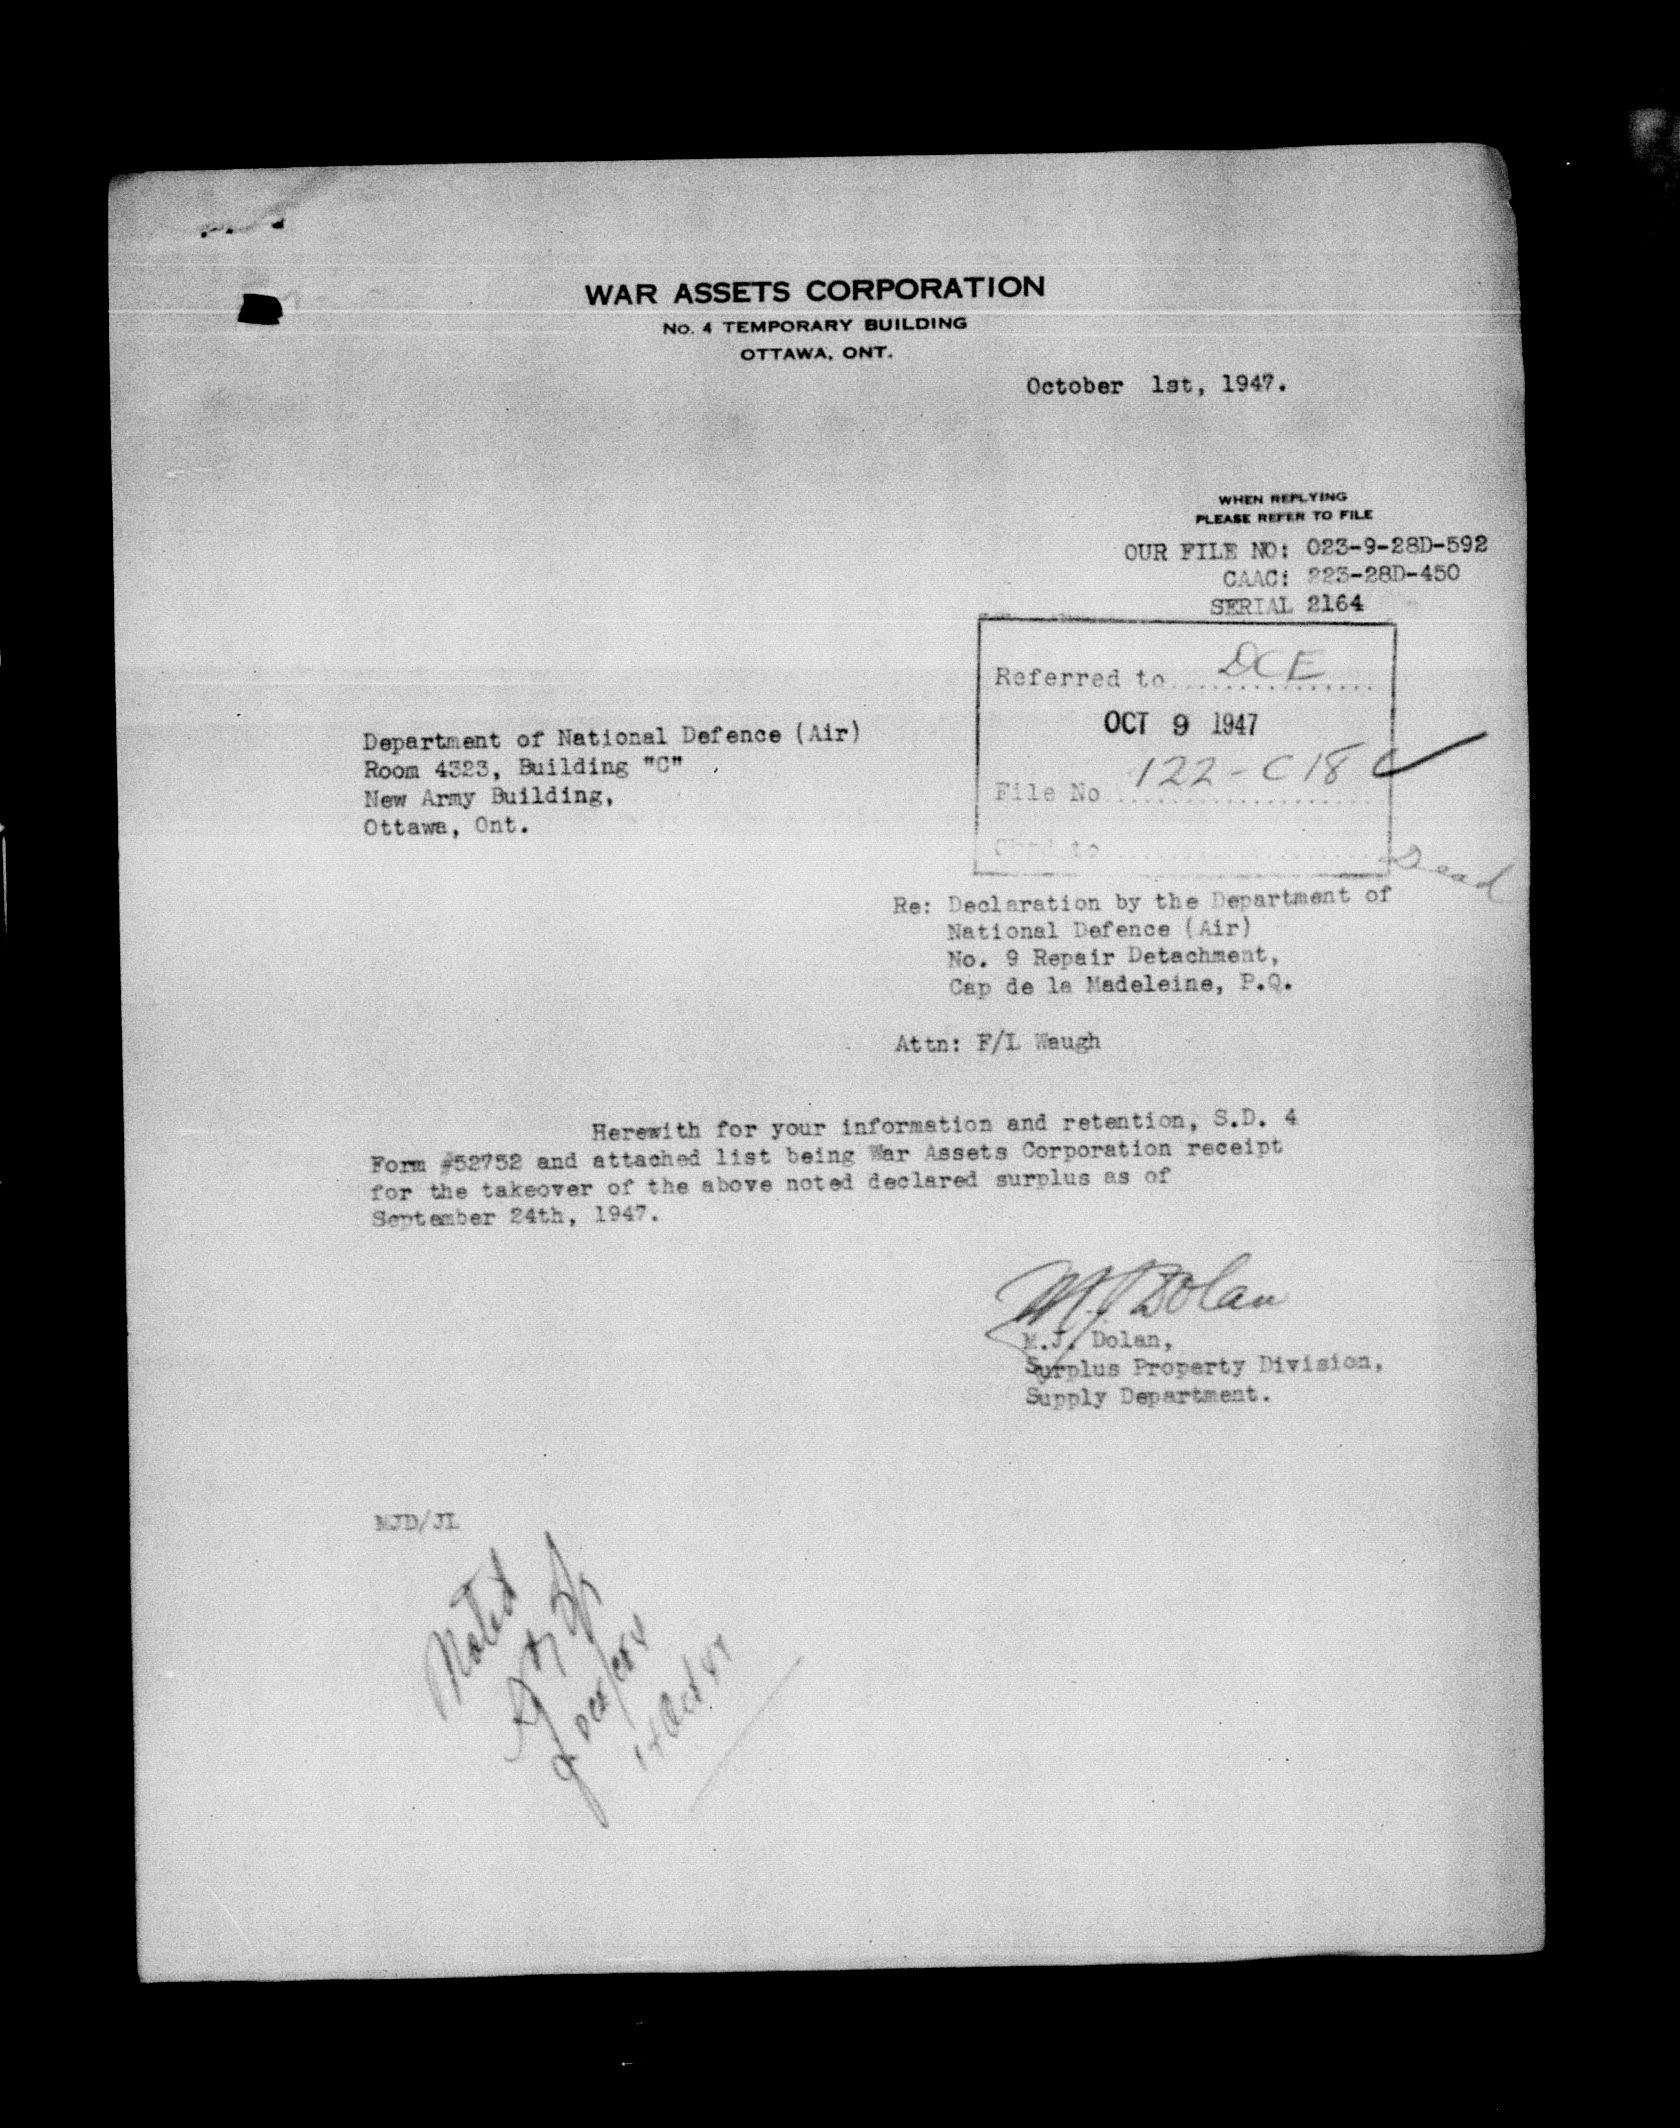 WAR ASSETS CORPORATION
No. 4 TEMPORARY BUILDING
OTTAWA, ONT.
October 1st, 1947.
WHEN REPLYING
PLEASE REFER TO FILE
OUR FILE NO: 023-9-28D-592
CAAC: 223-28D-450
SERIAL 2164
Referred to DCE
OCT 9 1947
File No 122-C18
Department of National Defence (Air)
Room 4323, Building "C"
New Army Building,
Ottawa, Ont.
Re: Declaration by the Department of
National Defence (Air)
No. 9 Repair Detachment,
Cap de la Madeleine, P.Q.
Attn: F/L Waugh
Herewith for your information and retention, S.D. 4
Form #52752 and attached list being War Assets Corporation receipt
for the takeover of the above noted declared surplus as of
September 24th, 1947.
M.J. Dolan
M.J. Dolan,
Surplus Property Division,
Supply Department.
MJD/JL
Noted
14 Oct 47